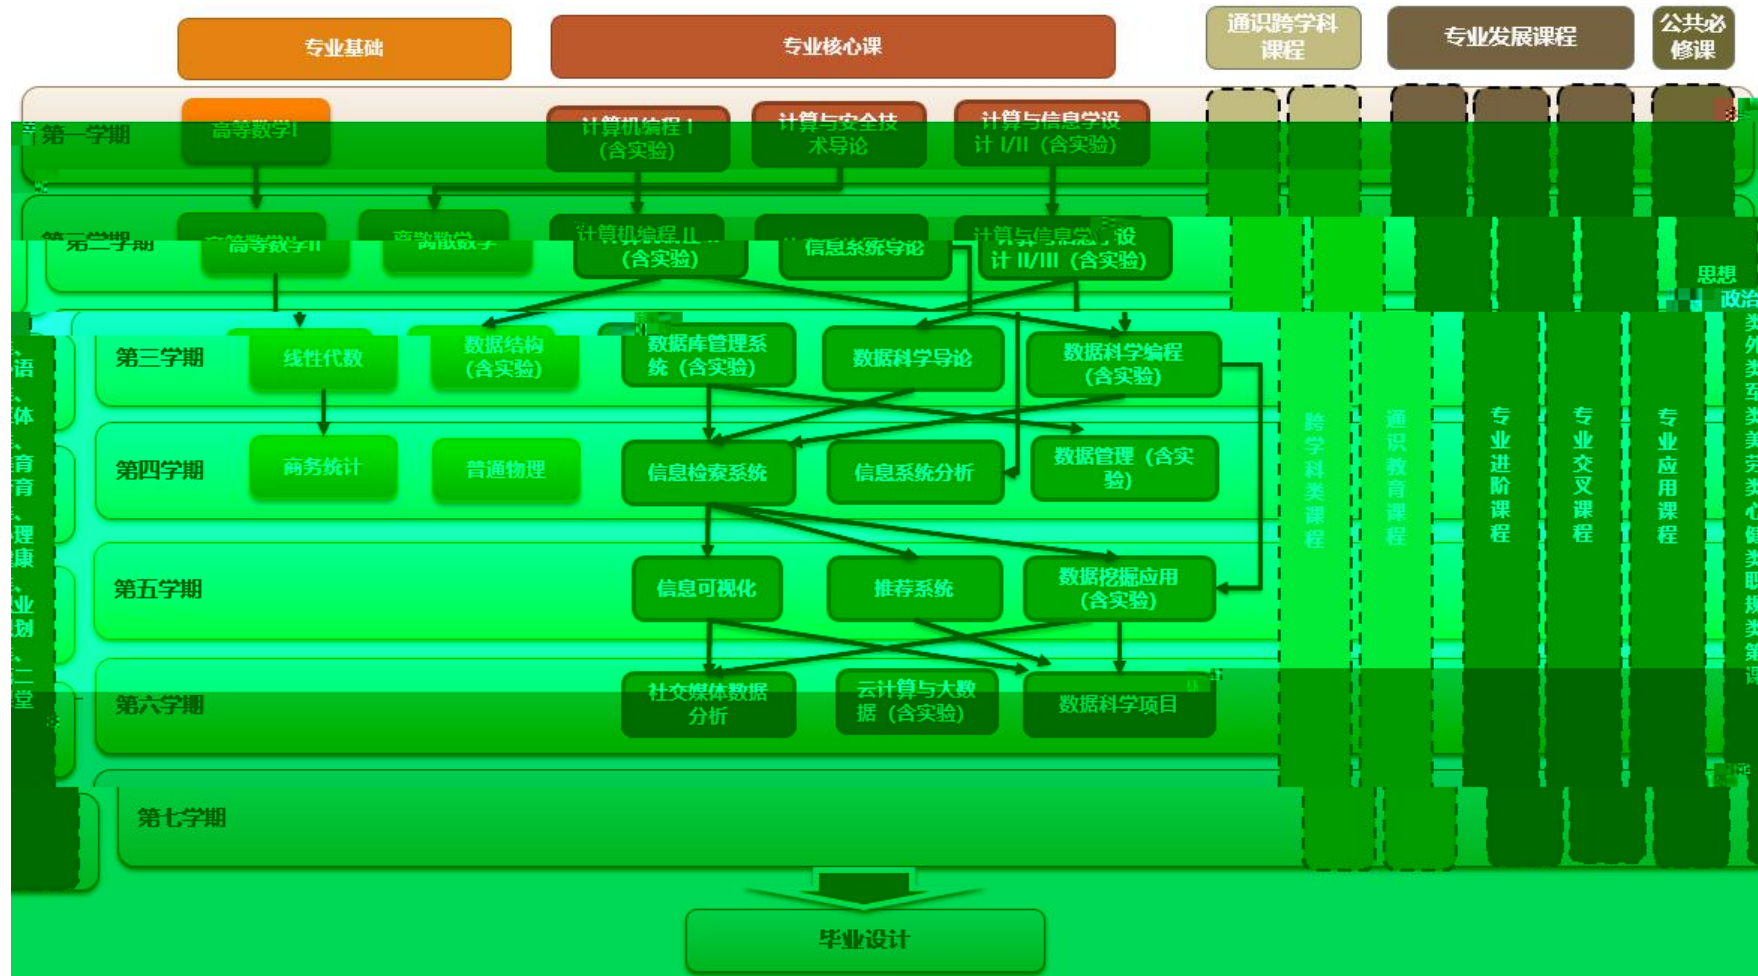 专业基础
专业核心课
通识跨学科
课程
专业发展课程
公共必
修课
第一学期
高等数学I
计算机编程 I
(含实验)
计算与安全技
术导论
计算与信息学设
计 I/II（含实验)
第二学期
高等数学II
离散数学
计算机编程 II
(含实验)
信息系统导论
计算与信息学设
计 II/III（含实验)
思想
政治
第三学期
线性代数
数据结构
(含实验)
数据库管理系
统（含实验)
数据科学导论
数据科学编程
(含实验)
第四学期
商务统计
普通物理
信息检索系统
信息系统分析
数据管理（含实
验)
跨学科类课程
通识教育课程
专业进阶课程
专业交叉课程
专业应用课程
第五学期
信息可视化
推荐系统
数据挖掘应用
(含实验)
第六学期
社交媒体数据
分析
云计算与大数
据（含实验)
数据科学项目
第七学期
毕业设计